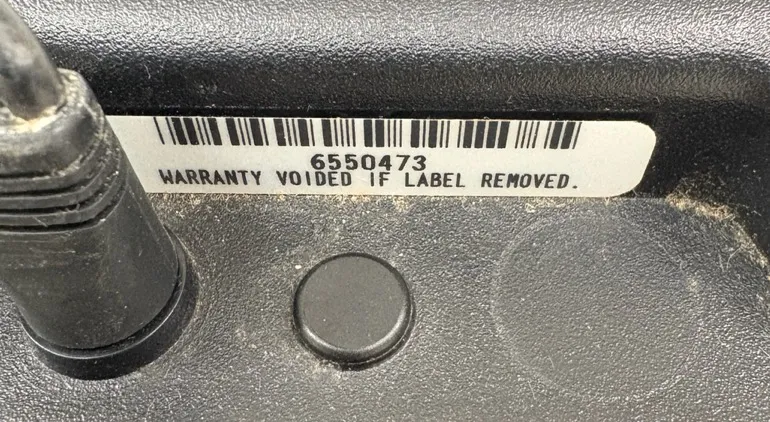 6550473
WARRANTY VOIDED IF LABEL REMOVED.